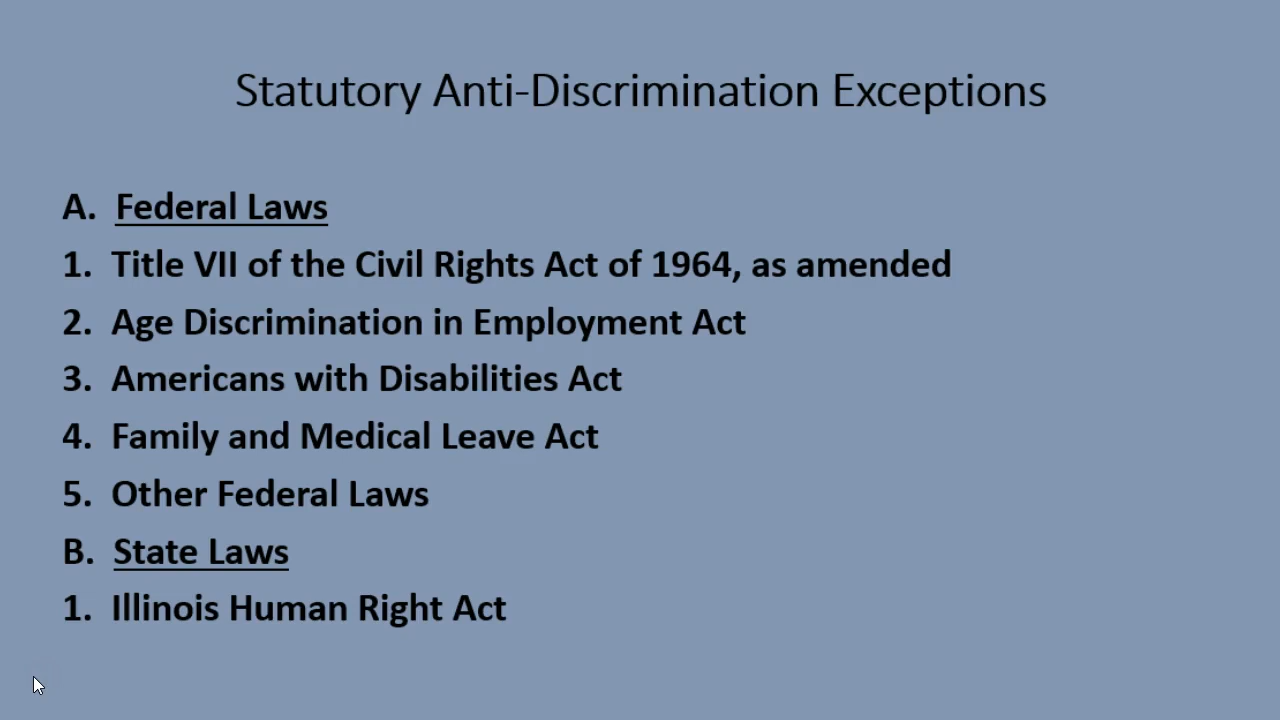 Statutory Anti-Discrimination Exceptions
A. Federal Laws
1. Title VII of the Civil Rights Act of 1964, as amended
2. Age Discrimination in Employment Act
3. Americans with Disabilities Act
4. Family and Medical Leave Act
5. Other Federal Laws
B. State Laws
1. Illinois Human Right Act